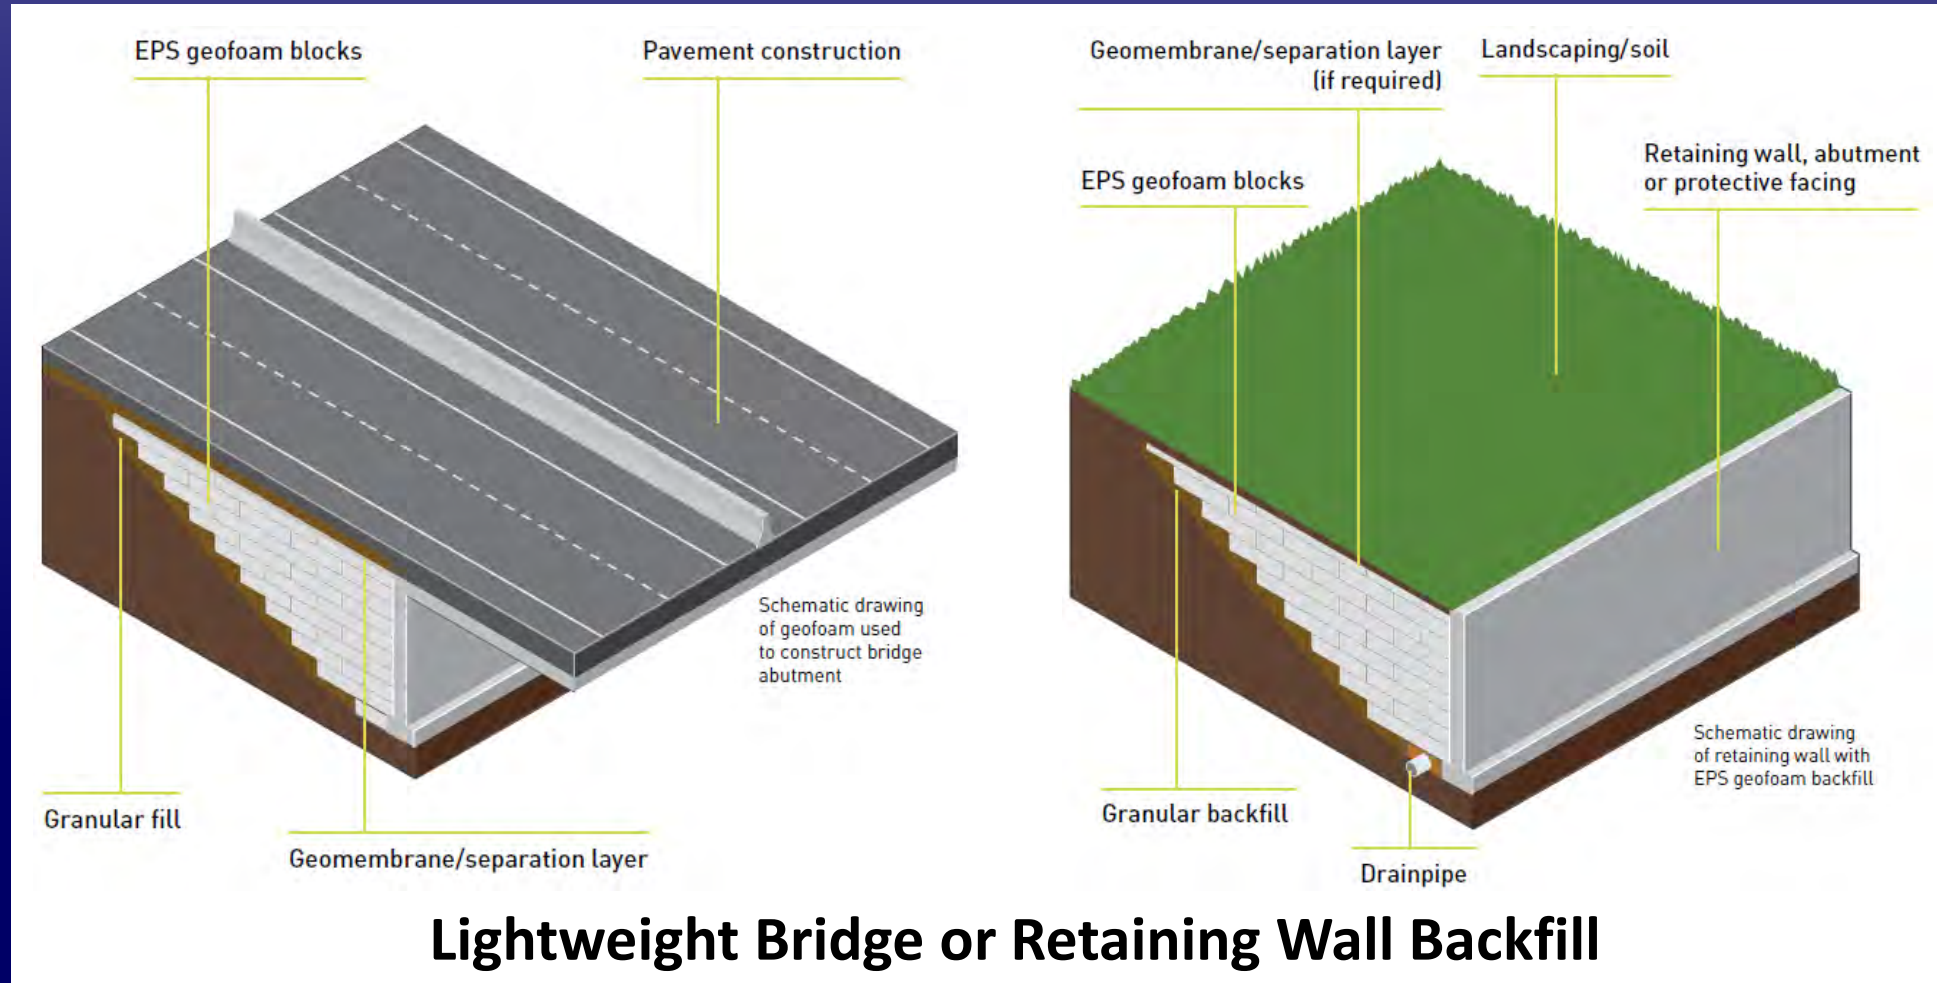 EPS geofoam blocks
Pavement construction
Granular fill
Geomembrane/separation layer
Schematic drawing
of geofoam used
to construct bridge
abutment
Geomembrane/separation layer
(if required)
Landscaping/soil
EPS geofoam blocks
Retaining wall, abutment
or protective facing
Granular backfill
Drainpipe
Schematic drawing
of retaining wall with
EPS geofoam backfill
Lightweight Bridge or Retaining Wall Backfill